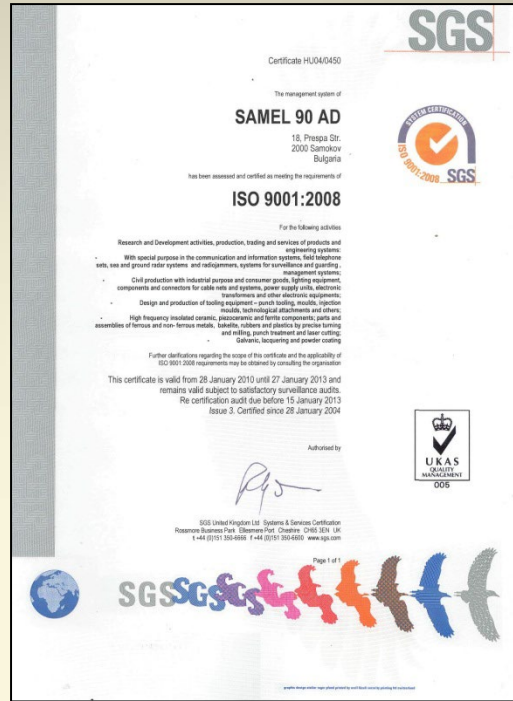 SGS
Certificate HU04/0450
The management system of
SAMEL 90 AD
18, Prespa Str.
2000 Samokov
Bulgaria
has been assessed and certified as meeting the requirements of
ISO 9001:2008
For the following activities
Research and Development activities, production, trading and services of products and
engineering systems:
- With special purpose in the communication and information systems, field telephone
sets, sea and ground radar systems and radiojammers, systems for surveillance and guarding,
management systems;
- Civil production with industrial purpose and consumer goods, lighting equipment,
components and connectors for cable nets and systems, power supply units, electronic
transformers and other electronic equipments;
- Design and production of tooling equipment – punch tooling, moulds, injection
moulds, technological attachments and others;
- High frequency insulated ceramic, piezoceramic and ferrite components; parts and
assemblies of ferrous and non- ferrous metals, bakelite, rubbers and plastics by precise turning
and milling, punch treatment and laser cutting;
- Galvanic, lacquering and powder coating
Further clarifications regarding the scope of this certificate and the applicability of
ISO 9001:2008 requirements may be obtained by consulting the organisation
This certificate is valid from 28 January 2010 until 27 January 2013 and
remains valid subject to satisfactory surveillance audits.
Re certification audit due before 15 January 2013
Issue 3. Certified since 28 January 2004
Authorised by
SGS United Kingdom Ltd Systems & Services Certification
Rossmore Business Park Ellesmere Port Cheshire CH65 3EN UK
t +44 (0)151 350-6666 f +44 (0)151 350-6600 www.sgs.com
Page 1 of 1
SYSTEM CERTIFICATION
ISO 9001:2008
SGS
UKAS
QUALITY
MANAGEMENT
005
SGS SGS SGS